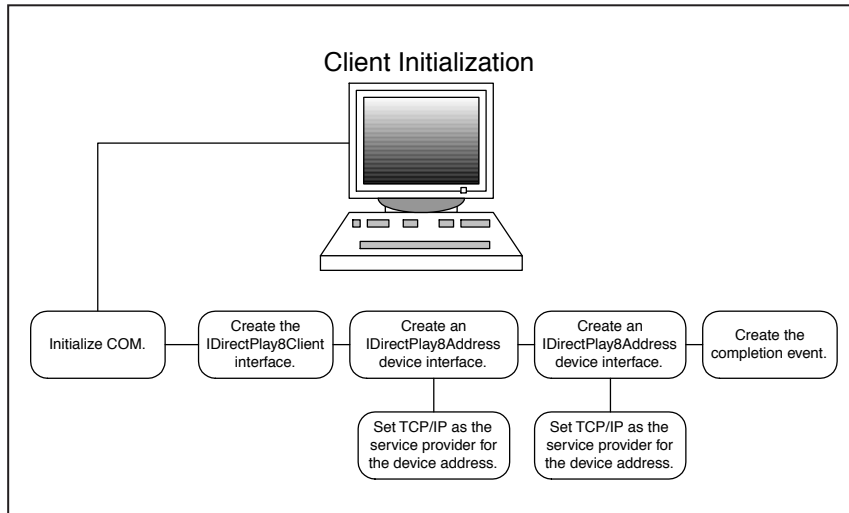 Client Initialization
Initialize COM.
Create the
IDirectPlay8Client
interface.
Create an
IDirectPlay8Address
device interface.
Create an
IDirectPlay8Address
device interface.
Create the
completion event.
Set TCP/IP as the
service provider for
the device address.
Set TCP/IP as the
service provider for
the device address.